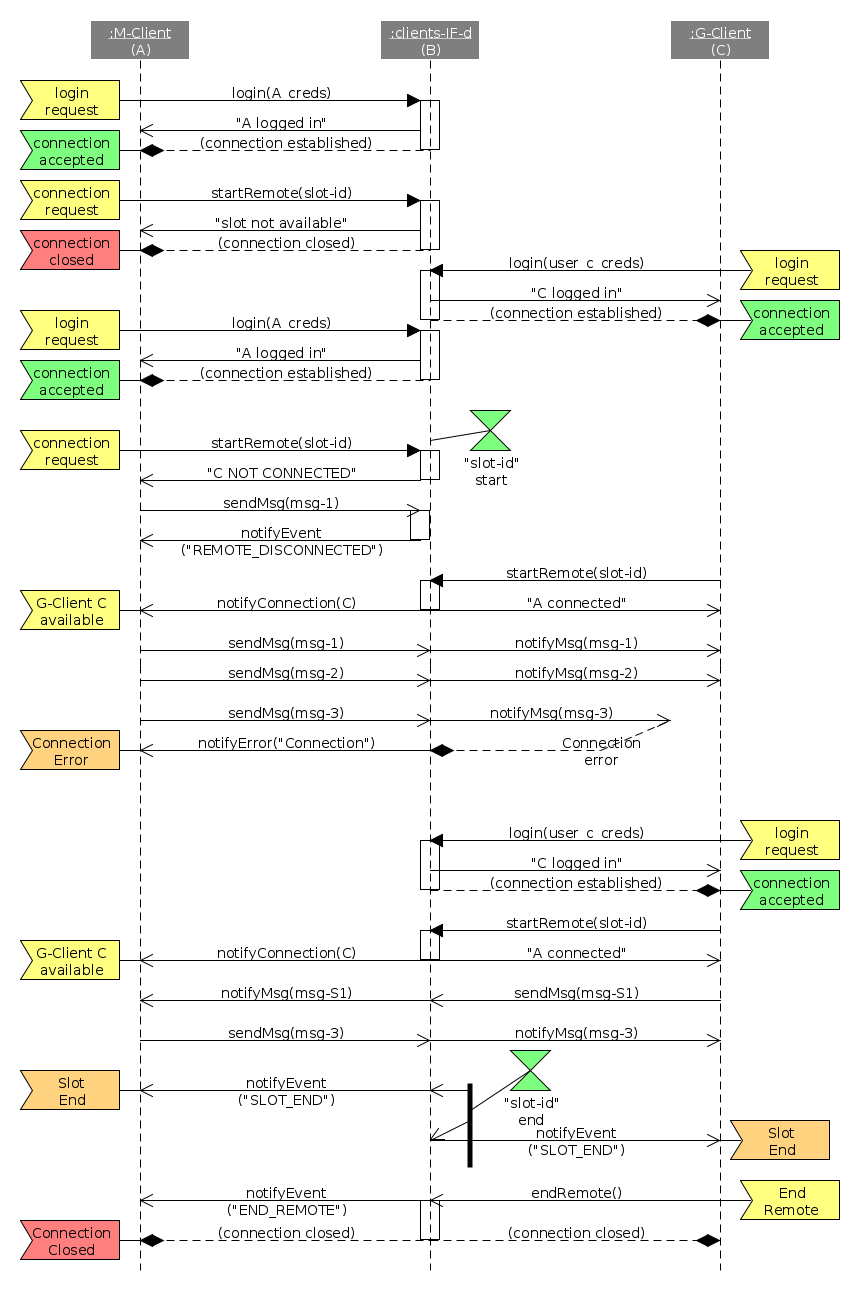 :M-Client
(A)
:clients-IF-d
(B)
:G-Client
(C)
login
request
login(A_creds)
"A logged in"
connection
accepted
(connection established)
connection
request
startRemote(slot-id)
"slot not available"
connection
closed
(connection closed)
login(user_c_creds)
login
request
"C logged in"
(connection established)
connection
accepted
login
request
login(A_creds)
"A logged in"
connection
accepted
(connection established)
connection
request
startRemote(slot-id)
"slot-id"
start
"C NOT CONNECTED"
sendMsg(msg-1)
notifyEvent
("REMOTE_DISCONNECTED")
startRemote(slot-id)
G-Client C
available
notifyConnection(C)
"A connected"
sendMsg(msg-1)
notifyMsg(msg-1)
sendMsg(msg-2)
notifyMsg(msg-2)
sendMsg(msg-3)
notifyMsg(msg-3)
Connection
Error
notifyError("Connection")
Connection
error
login(user_c_creds)
login
request
"C logged in"
(connection established)
connection
accepted
startRemote(slot-id)
G-Client C
available
notifyConnection(C)
"A connected"
notifyMsg(msg-S1)
sendMsg(msg-S1)
sendMsg(msg-3)
notifyMsg(msg-3)
Slot
End
notifyEvent
("SLOT_END")
"slot-id"
end
notifyEvent
("SLOT_END")
Slot
End
notifyEvent
("END_REMOTE")
endRemote()
End
Remote
Connection
Closed
(connection closed)
(connection closed)